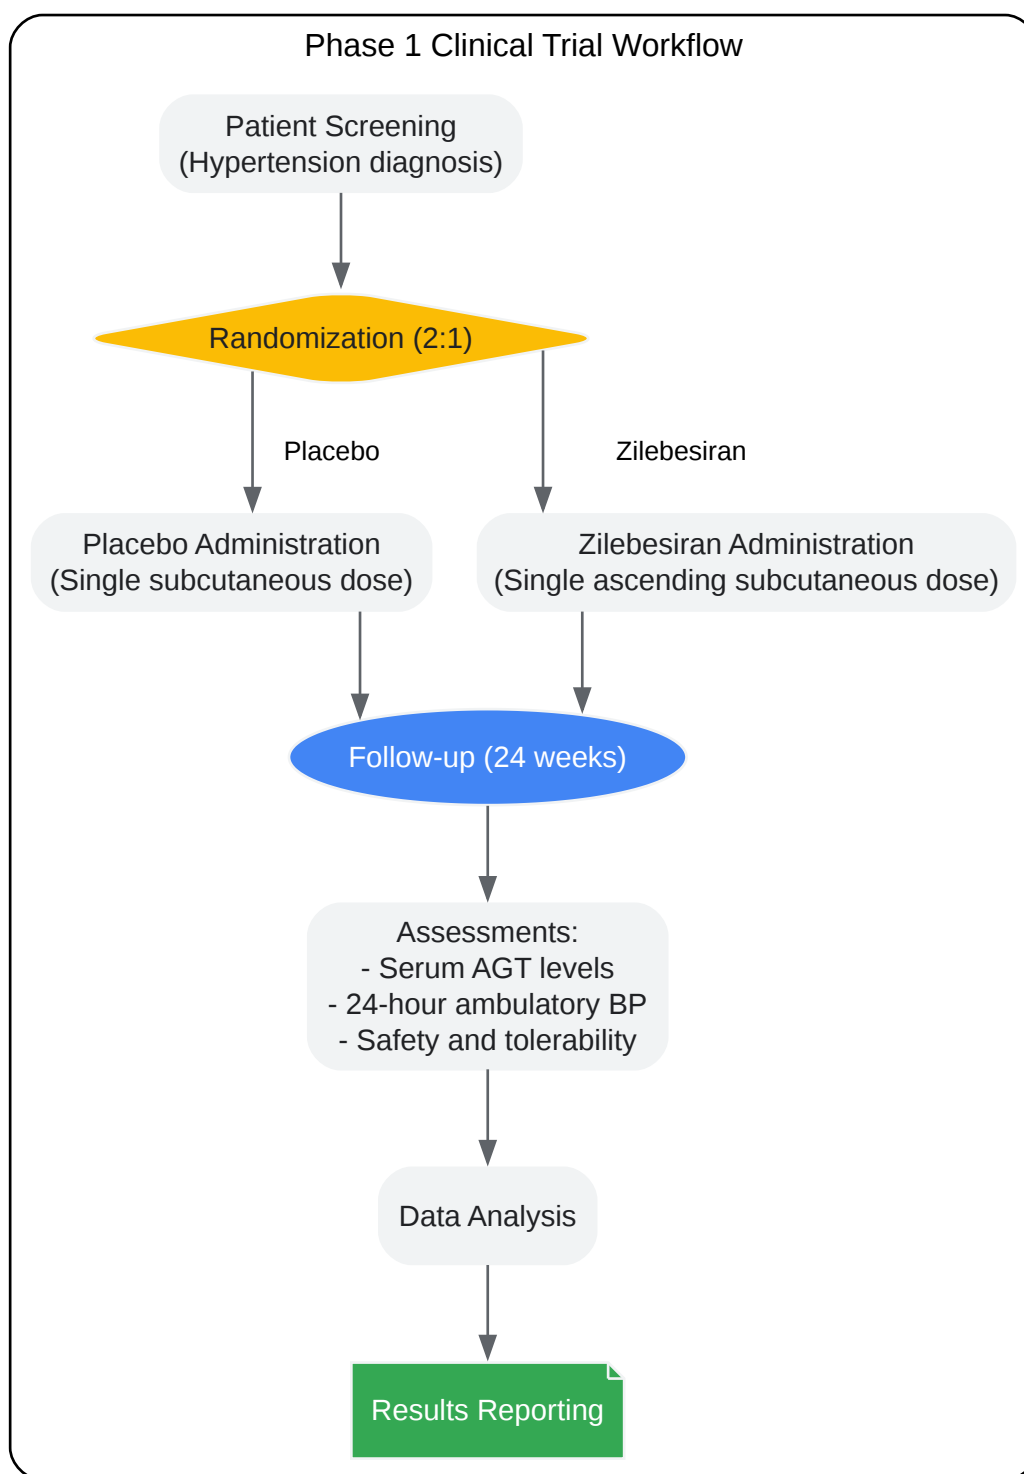 Phase 1 Clinical Trial Workflow
Patient Screening
(Hypertension diagnosis)
Randomization (2:1)
Placebo
Zilebesiran
Placebo Administration
(Single subcutaneous dose)
Zilebesiran Administration
(Single ascending subcutaneous dose)
Follow-up (24 weeks)
Assessments:
- Serum AGT levels
- 24-hour ambulatory BP
- Safety and tolerability
Data Analysis
Results Reporting